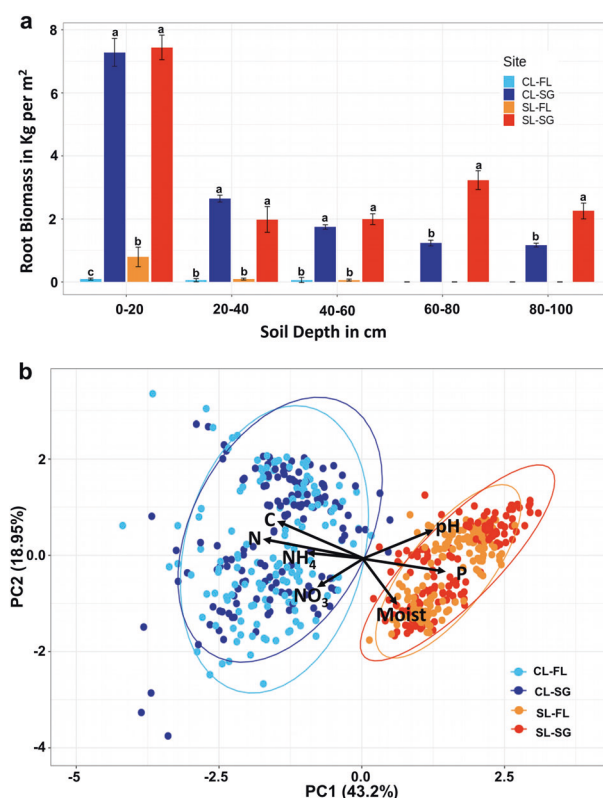 a
Root Biomass in Kg per m2
8
6
4
2
0
a
a
a
a
a
a
a
a
b
b
b
b
b
b
b
b
c
Site
CL-FL
CL-SG
SL-FL
SL-SG
0-20
20-40
40-60
60-80
80-100
Soil Depth in cm
b
PC2 (18.95%)
2
0.0
-2
-4
C
N
NH4
NO3
pH
P
Moist
CL-FL
CL-SG
SL-FL
SL-SG
-5
-2.5
0.0
2.5
PC1 (43.2%)